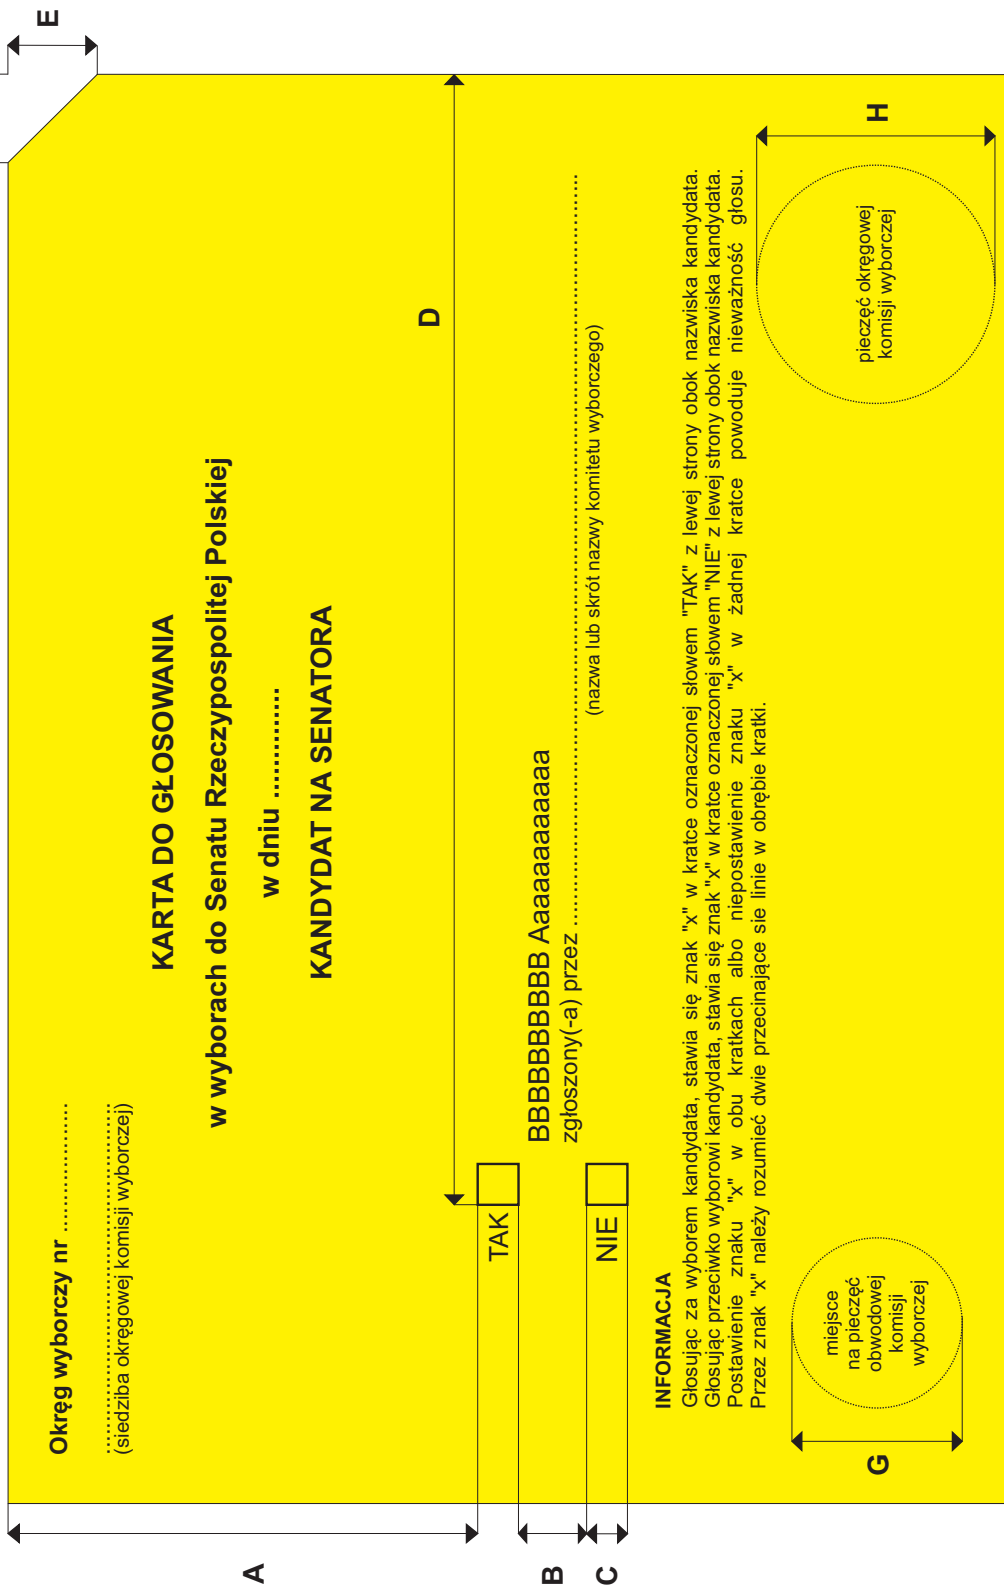 E
Okręg wyborczy nr ......................
................................................
(siedziba okręgowej komisji wyborczej)
KARTA DO GŁOSOWANIA
w wyborach do Senatu Rzeczypospolitej Polskiej
w dniu ..............
KANDYDAT NA SENATORA
A
D
TAK
BBBBBBBBBBB Aaaaaaaaaaaa
zgłoszony(-a) przez ................................................................................
(nazwa lub skrót nazwy komitetu wyborczego)
B
NIE
C
INFORMACJA
Głosując za wyborem kandydata, stawia się znak "x" w kratce oznaczonej słowem "TAK" z lewej strony obok nazwiska kandydata.
Głosując przeciwko wyborowi kandydata, stawia się znak "x" w kratce oznaczonej słowem "NIE" z lewej strony obok nazwiska kandydata.
Postawienie znaku "x" w obu kratkach albo niepostawienie znaku "x" w żadnej kratce powoduje nieważność głosu.
Przez znak "x" należy rozumieć dwie przecinające sie linie w obrębie kratki.
G
miejsce
na pieczęć
obwodowej
komisji
wyborczej
pieczęć okręgowej
komisji wyborczej
H